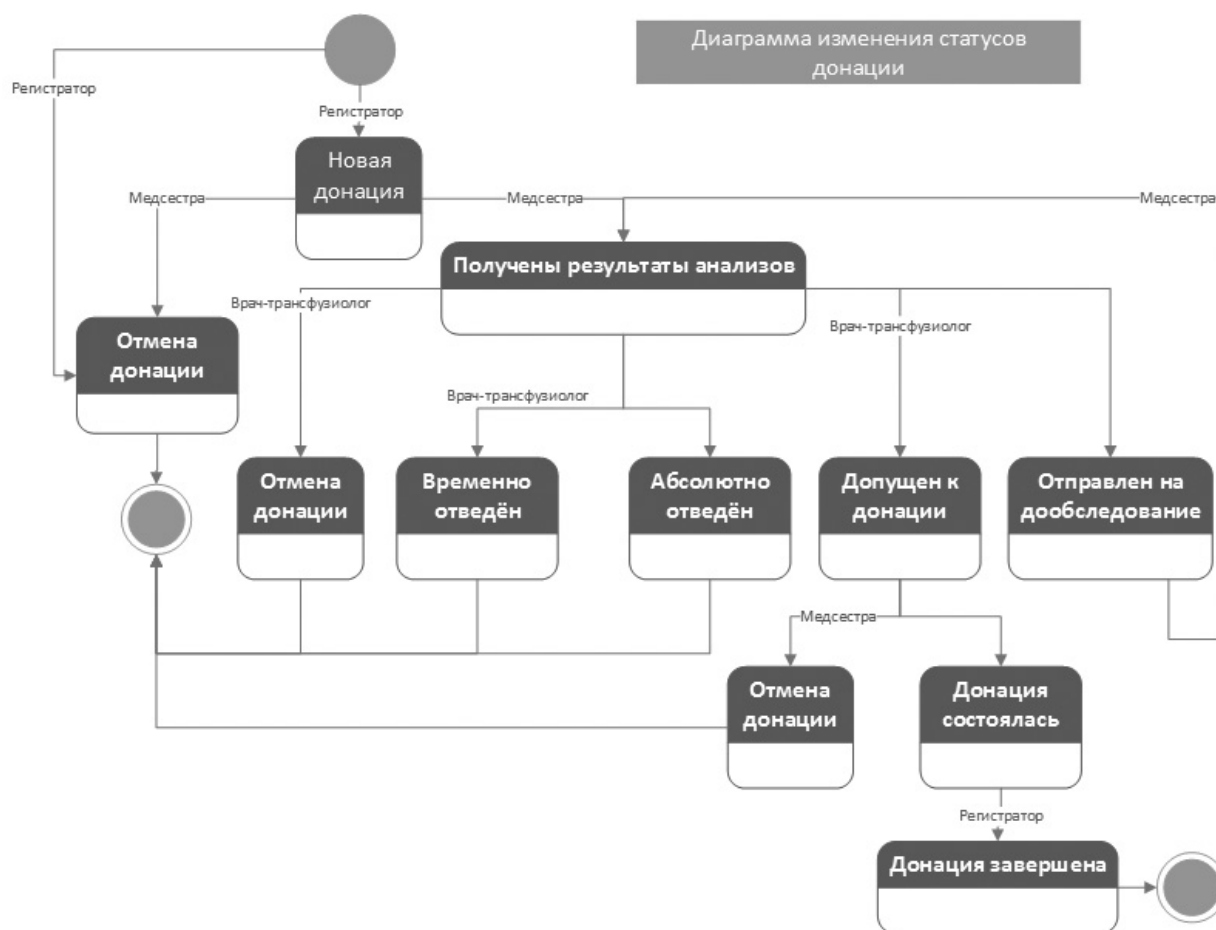 Диаграмма изменения статусов
донации
Регистратор
Регистратор
Новая
донация
Медсестра
Медсестра
Медсестра
Получены результаты анализов
Врач-трансфузиолог
Врач-трансфузиолог
Отмена
донации
Врач-трансфузиолог
Отмена
донации
Временно
отведён
Абсолютно
отведён
Допущен к
донации
Отправлен на
дообследование
Медсестра
Отмена
донации
Донация
состоялась
Регистратор
Донация завершена